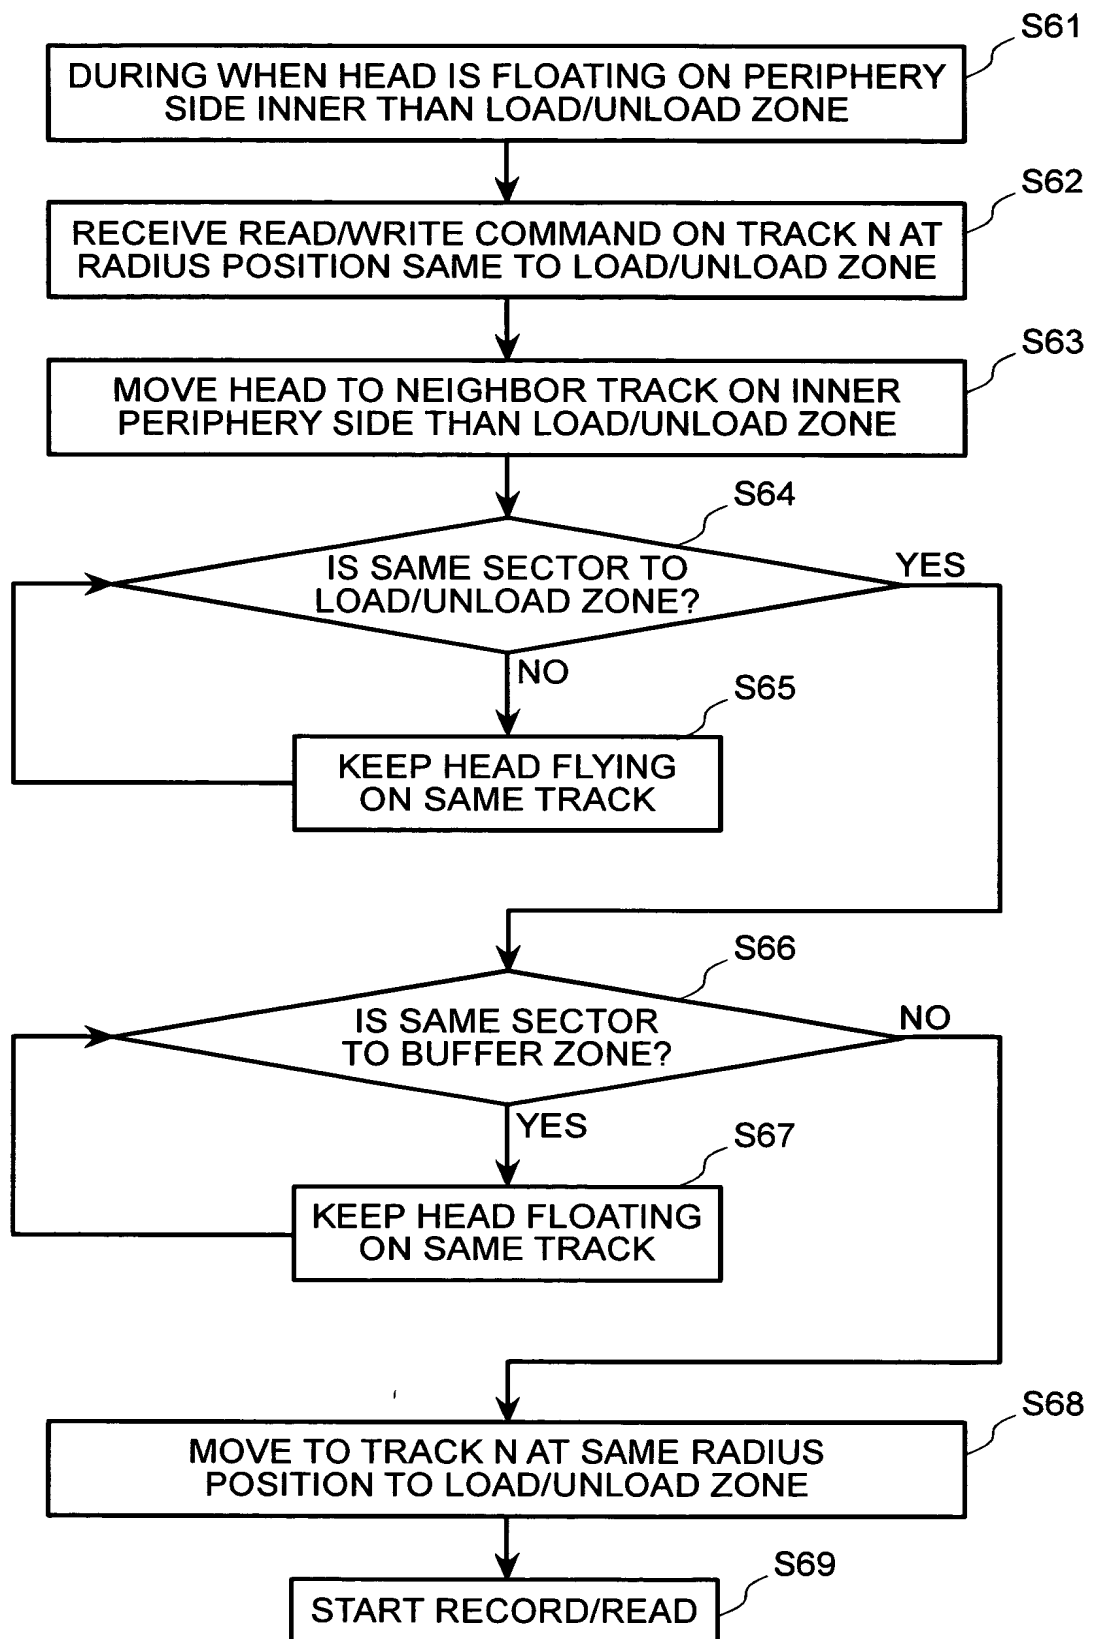 S61
DURING WHEN HEAD IS FLOATING ON PERIPHERY
SIDE INNER THAN LOAD/UNLOAD ZONE
S62
RECEIVE READ/WRITE COMMAND ON TRACK N AT
RADIUS POSITION SAME TO LOAD/UNLOAD ZONE
S63
MOVE HEAD TO NEIGHBOR TRACK ON INNER
PERIPHERY SIDE THAN LOAD/UNLOAD ZONE
S64
IS SAME SECTOR TO
LOAD/UNLOAD ZONE?
YES
NO
S65
KEEP HEAD FLYING
ON SAME TRACK
S66
IS SAME SECTOR
TO BUFFER ZONE?
NO
YES
S67
KEEP HEAD FLOATING
ON SAME TRACK
S68
MOVE TO TRACK N AT SAME RADIUS
POSITION TO LOAD/UNLOAD ZONE
S69
START RECORD/READ